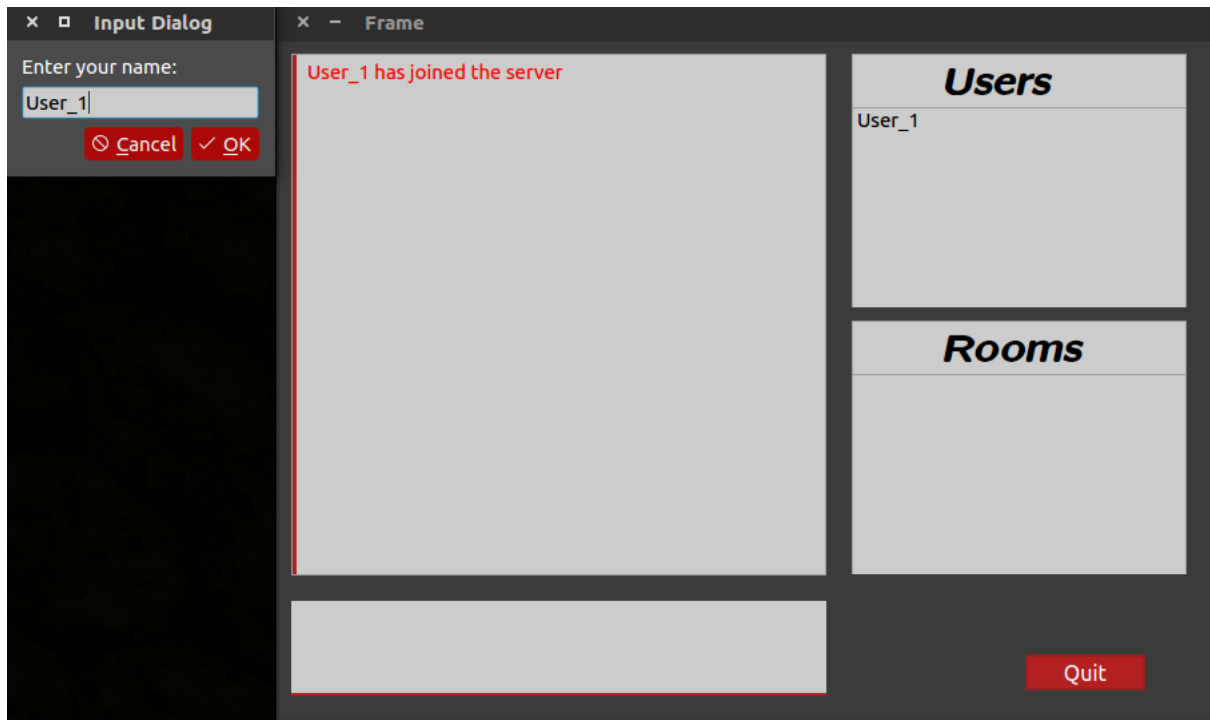 Input Dialog
Enter your name:
User_1
Cancel
OK
Frame
User_1 has joined the server
Users
User_1
Rooms
Quit